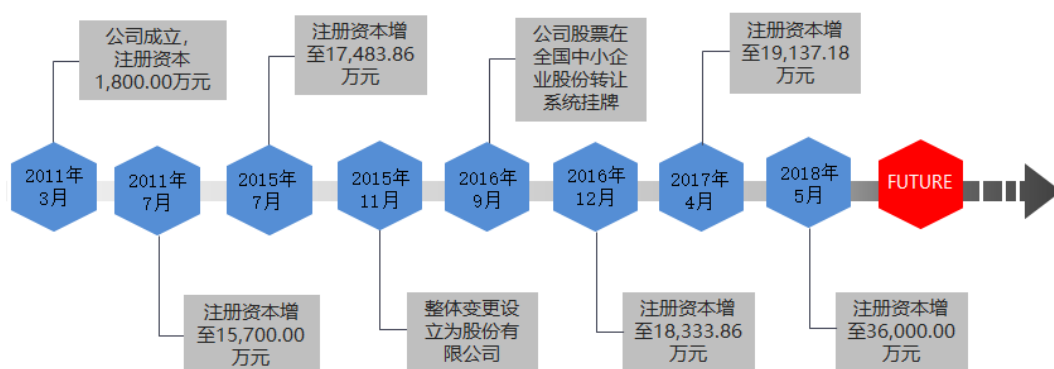 公司成立，
注册资本
1,800.00万元
注册资本增
至17,483.86
万元
公司股票在
全国中小企
业股份转让
系统挂牌
注册资本增
至19,137.18
万元
2011年
3月
2011年
7月
2015年
7月
2015年
11月
2016年
9月
2016年
12月
2017年
4月
2018年
5月
FUTURE
注册资本增
至15,700.00
万元
整体变更设
立为股份有
限公司
注册资本增
至18,333.86
万元
注册资本增
至36,000.00
万元